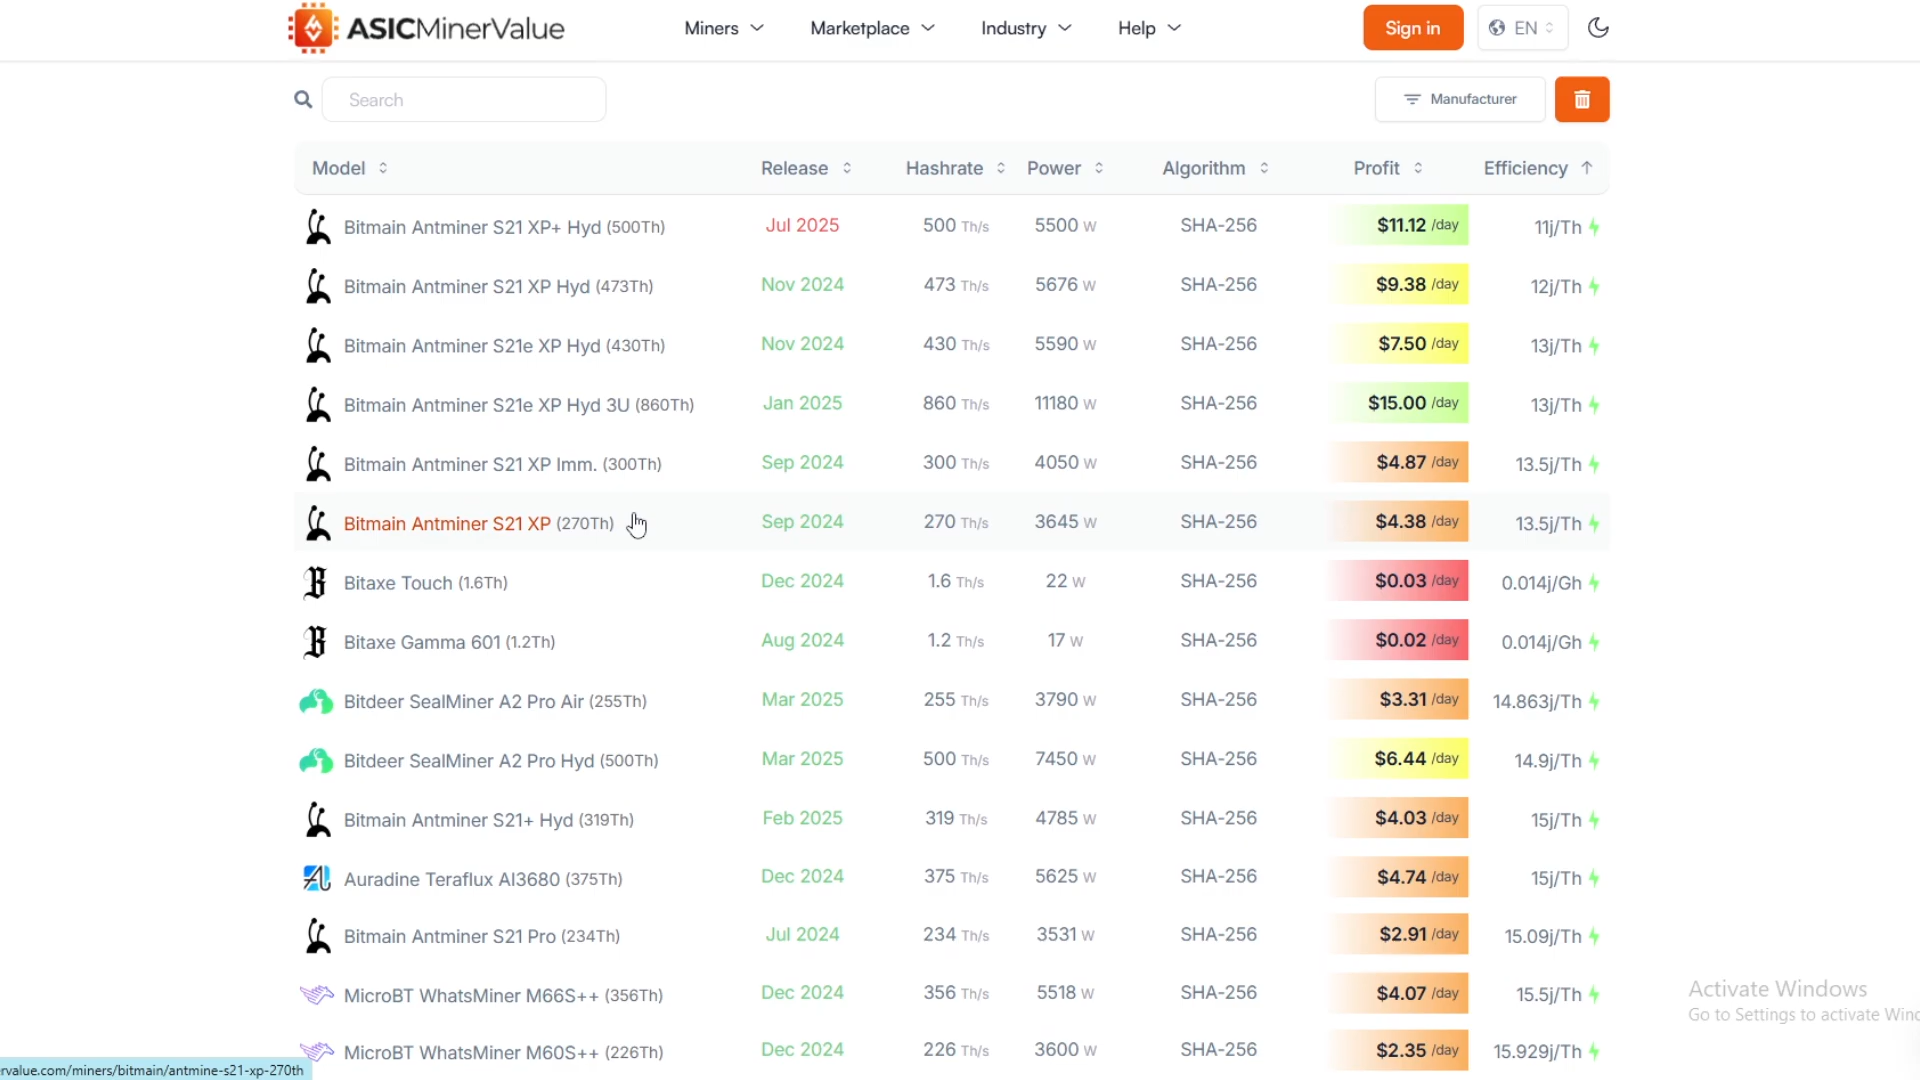 ASICMinerValue
Miners Marketplace Industry Help Sign in EN
Search Manufacturer
Model Release Hashrate Power Algorithm Profit Efficiency
Bitmain Antminer S21 XP+ Hyd (500Th) Jul 2025 500 Th/s 5500 W SHA-256 $11.12 /day 11j/Th
Bitmain Antminer S21 XP Hyd (473Th) Nov 2024 473 Th/s 5676 W SHA-256 $9.38 /day 12j/Th
Bitmain Antminer S21e XP Hyd (430Th) Nov 2024 430 Th/s 5590 W SHA-256 $7.50 /day 13j/Th
Bitmain Antminer S21e XP Hyd 3U (860Th) Jan 2025 860 Th/s 11180 W SHA-256 $15.00 /day 13j/Th
Bitmain Antminer S21 XP Imm. (300Th) Sep 2024 300 Th/s 4050 W SHA-256 $4.87 /day 13.5j/Th
Bitmain Antminer S21 XP (270Th) Sep 2024 270 Th/s 3645 W SHA-256 $4.38 /day 13.5j/Th
Bitaxe Touch (1.6Th) Dec 2024 1.6 Th/s 22 W SHA-256 $0.03 /day 0.014j/Gh
Bitaxe Gamma 601 (1.2Th) Aug 2024 1.2 Th/s 17 W SHA-256 $0.02 /day 0.014j/Gh
Bitdeer SealMiner A2 Pro Air (255Th) Mar 2025 255 Th/s 3790 W SHA-256 $3.31 /day 14.863j/Th
Bitdeer SealMiner A2 Pro Hyd (500Th) Mar 2025 500 Th/s 7450 W SHA-256 $6.44 /day 14.9j/Th
Bitmain Antminer S21+ Hyd (319Th) Feb 2025 319 Th/s 4785 W SHA-256 $4.03 /day 15j/Th
Auradine Teraflux AI3680 (375Th) Dec 2024 375 Th/s 5625 W SHA-256 $4.74 /day 15j/Th
Bitmain Antminer S21 Pro (234Th) Jul 2024 234 Th/s 3531 W SHA-256 $2.91 /day 15.09j/Th
MicroBT WhatsMiner M66S++ (356Th) Dec 2024 356 Th/s 5518 W SHA-256 $4.07 /day 15.5j/Th
Activate Windows
Go to Settings to activate Winc
MicroBT WhatsMiner M60S++ (226Th) Dec 2024 226 Th/s 3600 W SHA-256 $2.35 /day 15.929j/Th
rvalue.com/miners/bitmain/antmine-s21-xp-270th